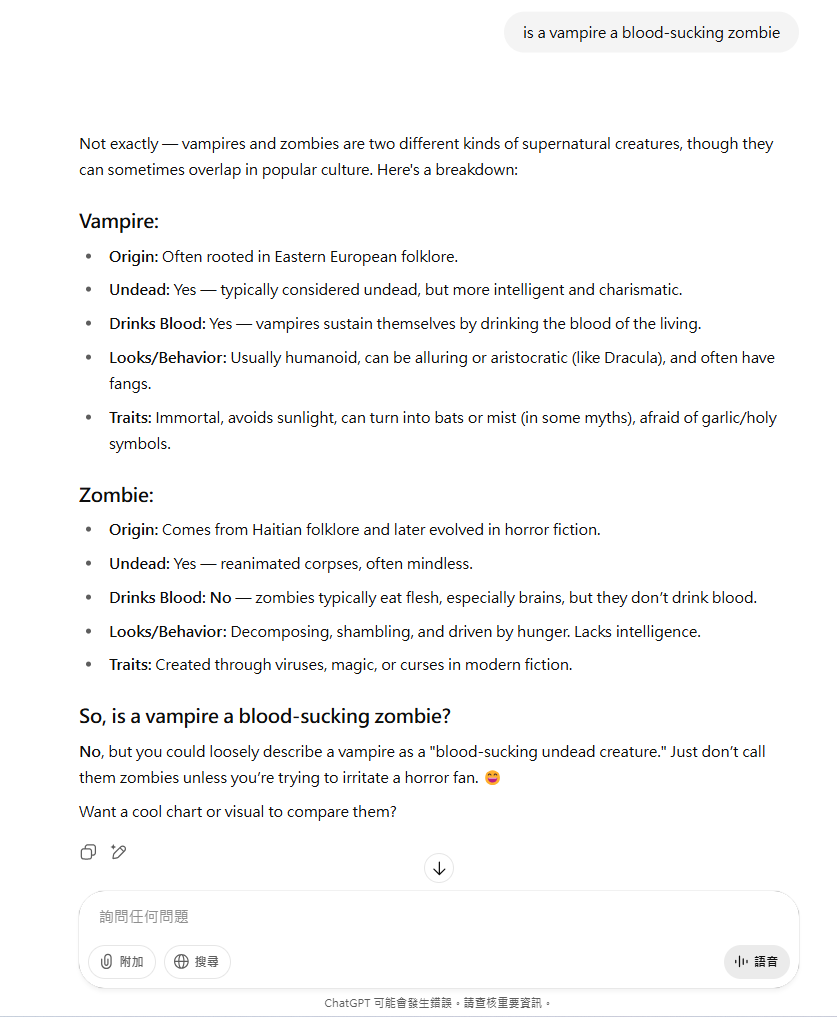 is a vampire a blood-sucking zombie
Not exactly — vampires and zombies are two different kinds of supernatural creatures, though they
can sometimes overlap in popular culture. Here's a breakdown:
Vampire:
• Origin: Often rooted in Eastern European folklore.
• Undead: Yes — typically considered undead, but more intelligent and charismatic.
• Drinks Blood: Yes — vampires sustain themselves by drinking the blood of the living.
• Looks/Behavior: Usually humanoid, can be alluring or aristocratic (like Dracula), and often have
fangs.
• Traits: Immortal, avoids sunlight, can turn into bats or mist (in some myths), afraid of garlic/holy
symbols.
Zombie:
• Origin: Comes from Haitian folklore and later evolved in horror fiction.
• Undead: Yes — reanimated corpses, often mindless.
• Drinks Blood: No — zombies typically eat flesh, especially brains, but they don’t drink blood.
• Looks/Behavior: Decomposing, shambling, and driven by hunger. Lacks intelligence.
• Traits: Created through viruses, magic, or curses in modern fiction.
So, is a vampire a blood-sucking zombie?
No, but you could loosely describe a vampire as a "blood-sucking undead creature." Just don’t call
them zombies unless you’re trying to irritate a horror fan. 😄
Want a cool chart or visual to compare them?
詢問任何問題
附加 搜尋 語音
ChatGPT 可能會發生錯誤。請查核重要資訊。